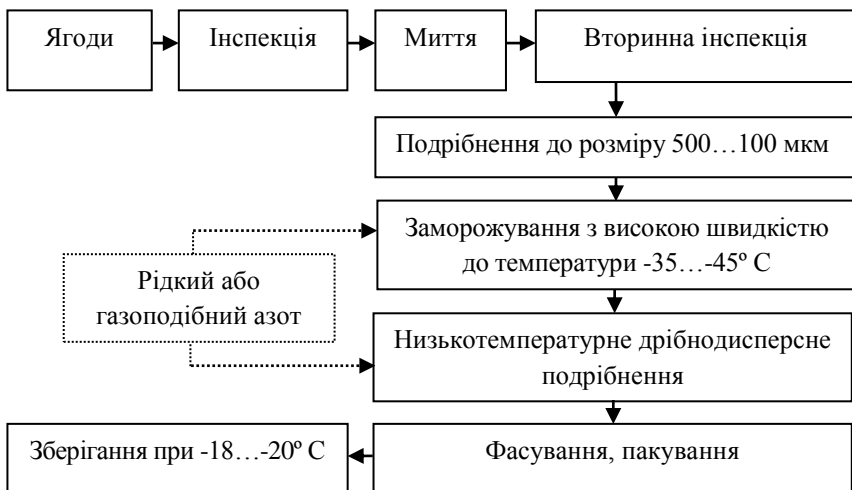 Ягоди
Інспекція
Миття
Вторинна інспекція
Подрібнення до розміру 500…100 мкм
Заморожування з високою швидкістю
до температури -35…-45º С
Рідкий або
газоподібний азот
Низькотемпературне дрібнодисперсне
подрібнення
Фасування, пакування
Зберігання при -18…-20º С